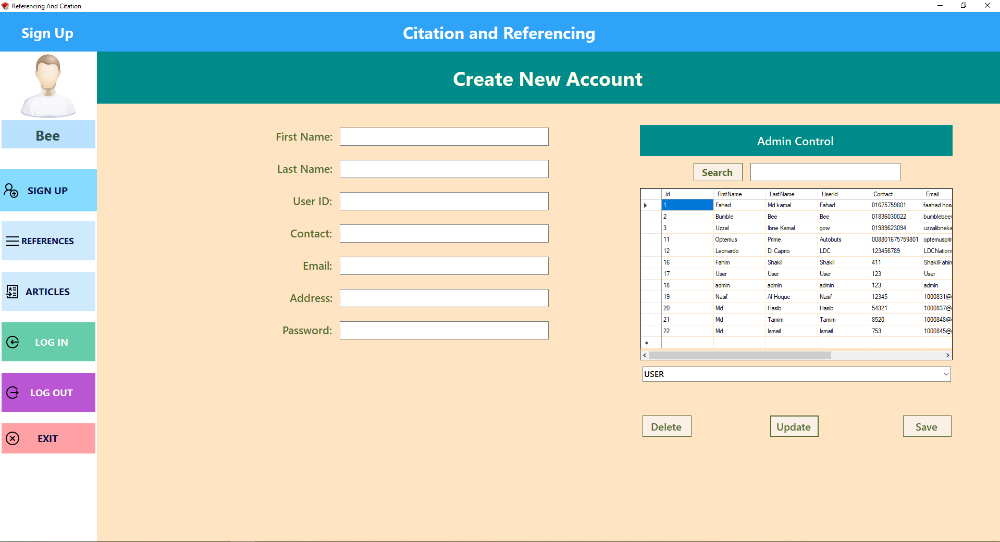 Referencing And Citation
Sign Up
Citation and Referencing
Create New Account
Bee
SIGN UP
REFERENCES
ARTICLES
LOG IN
LOG OUT
EXIT
First Name:
Last Name:
User ID:
Contact:
Email:
Address:
Password:
Admin Control
Search
Id FirstName LastName UserId Contact Email
1 Fahad Md kamal Fahad 01675759801 faahad.hoss
2 Bumble Bee Bee 01836030022 bumblebee
3 Uzzal Ibne Kamal gow 01989623094 uzzalibneka
11 Optemus Prime Autobuts 008801675759801 optemusprin
12 Leonardo Di Caprio LDC 123456789 LDCNation
16 Fahim Shakil Shakil 411 ShakilFahim
17 User User User 123 User
18 admin admin admin 123 admin
19 Nasif Al Hoque Nasif 12345 1000831@
20 Md Hasib Hasib 54321 1000837@
21 Md Tamim Tamim 8520 1000848@
22 Md Ismail Ismail 753 1000845@
USER
Delete Update Save